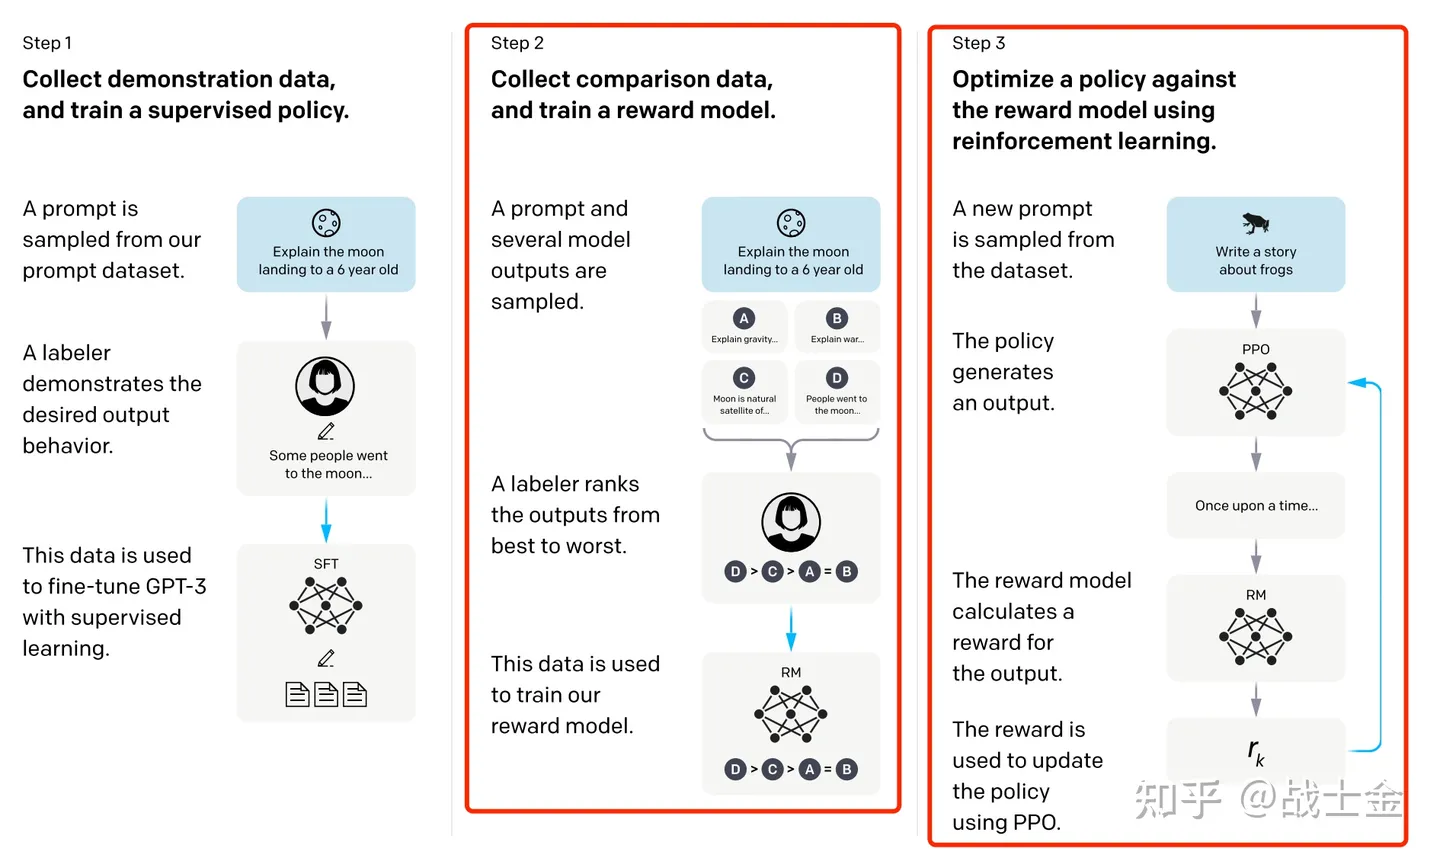 Step 1
Collect demonstration data,
and train a supervised policy.
A prompt is
sampled from our
prompt dataset.
Explain the moon
landing to a 6 year old
A labeler
demonstrates the
desired output
behavior.
Some people went
to the moon...
This data is used
to fine-tune GPT-3
with supervised
learning.
SFT
Step 2
Collect comparison data,
and train a reward model.
A prompt and
several model
outputs are
sampled.
Explain the moon
landing to a 6 year old
A
Explain gravity...
B
Explain war...
C
Moon is natural
satellite of...
D
People went to
the moon...
A labeler ranks
the outputs from
best to worst.
D > C > A = B
This data is used
to train our
reward model.
RM
D > C > A = B
Step 3
Optimize a policy against
the reward model using
reinforcement learning.
A new prompt
is sampled from
the dataset.
Write a story
about frogs
The policy
generates
an output.
PPO
Once upon a time...
The reward model
calculates a
reward for
the output.
RM
The reward is
used to update
the policy
using PPO.
rk
知乎 @战士金